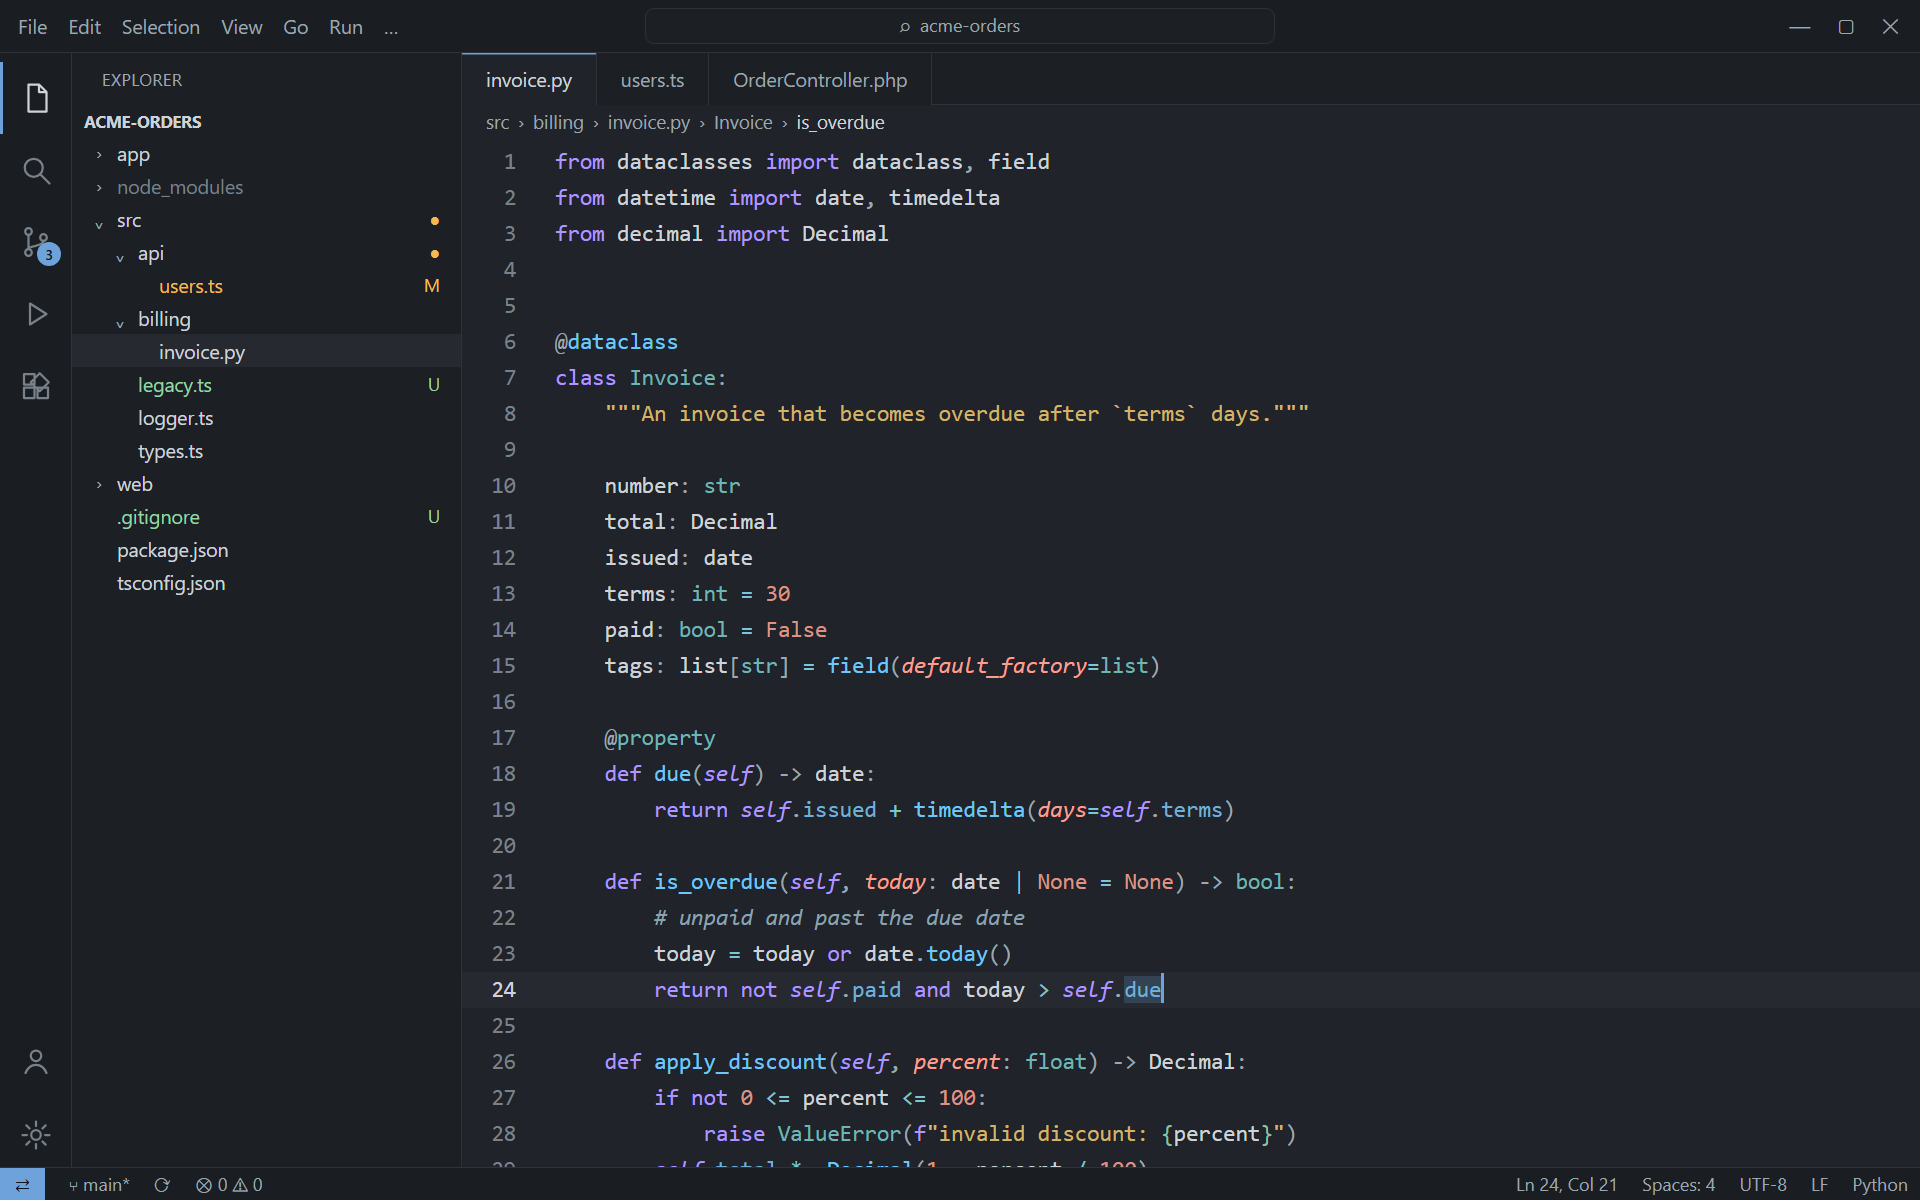 File Edit Selection View Go Run ...
acme-orders
EXPLORER
ACME-ORDERS
app
node_modules
src
api
users.ts M
billing
invoice.py
legacy.ts U
logger.ts
types.ts
web
.gitignore U
package.json
tsconfig.json
3
invoice.py users.ts OrderController.php
src › billing › invoice.py › Invoice › is_overdue
1 from dataclasses import dataclass, field
2 from datetime import date, timedelta
3 from decimal import Decimal
4
5
6 @dataclass
7 class Invoice:
8 """An invoice that becomes overdue after `terms` days."""
9
10 number: str
11 total: Decimal
12 issued: date
13 terms: int = 30
14 paid: bool = False
15 tags: list[str] = field(default_factory=list)
16
17 @property
18 def due(self) -> date:
19 return self.issued + timedelta(days=self.terms)
20
21 def is_overdue(self, today: date | None = None) -> bool:
22 # unpaid and past the due date
23 today = today or date.today()
24 return not self.paid and today > self.due
25
26 def apply_discount(self, percent: float) -> Decimal:
27 if not 0 <= percent <= 100:
28 raise ValueError(f"invalid discount: {percent}")
main* 0 0
Ln 24, Col 21 Spaces: 4 UTF-8 LF Python